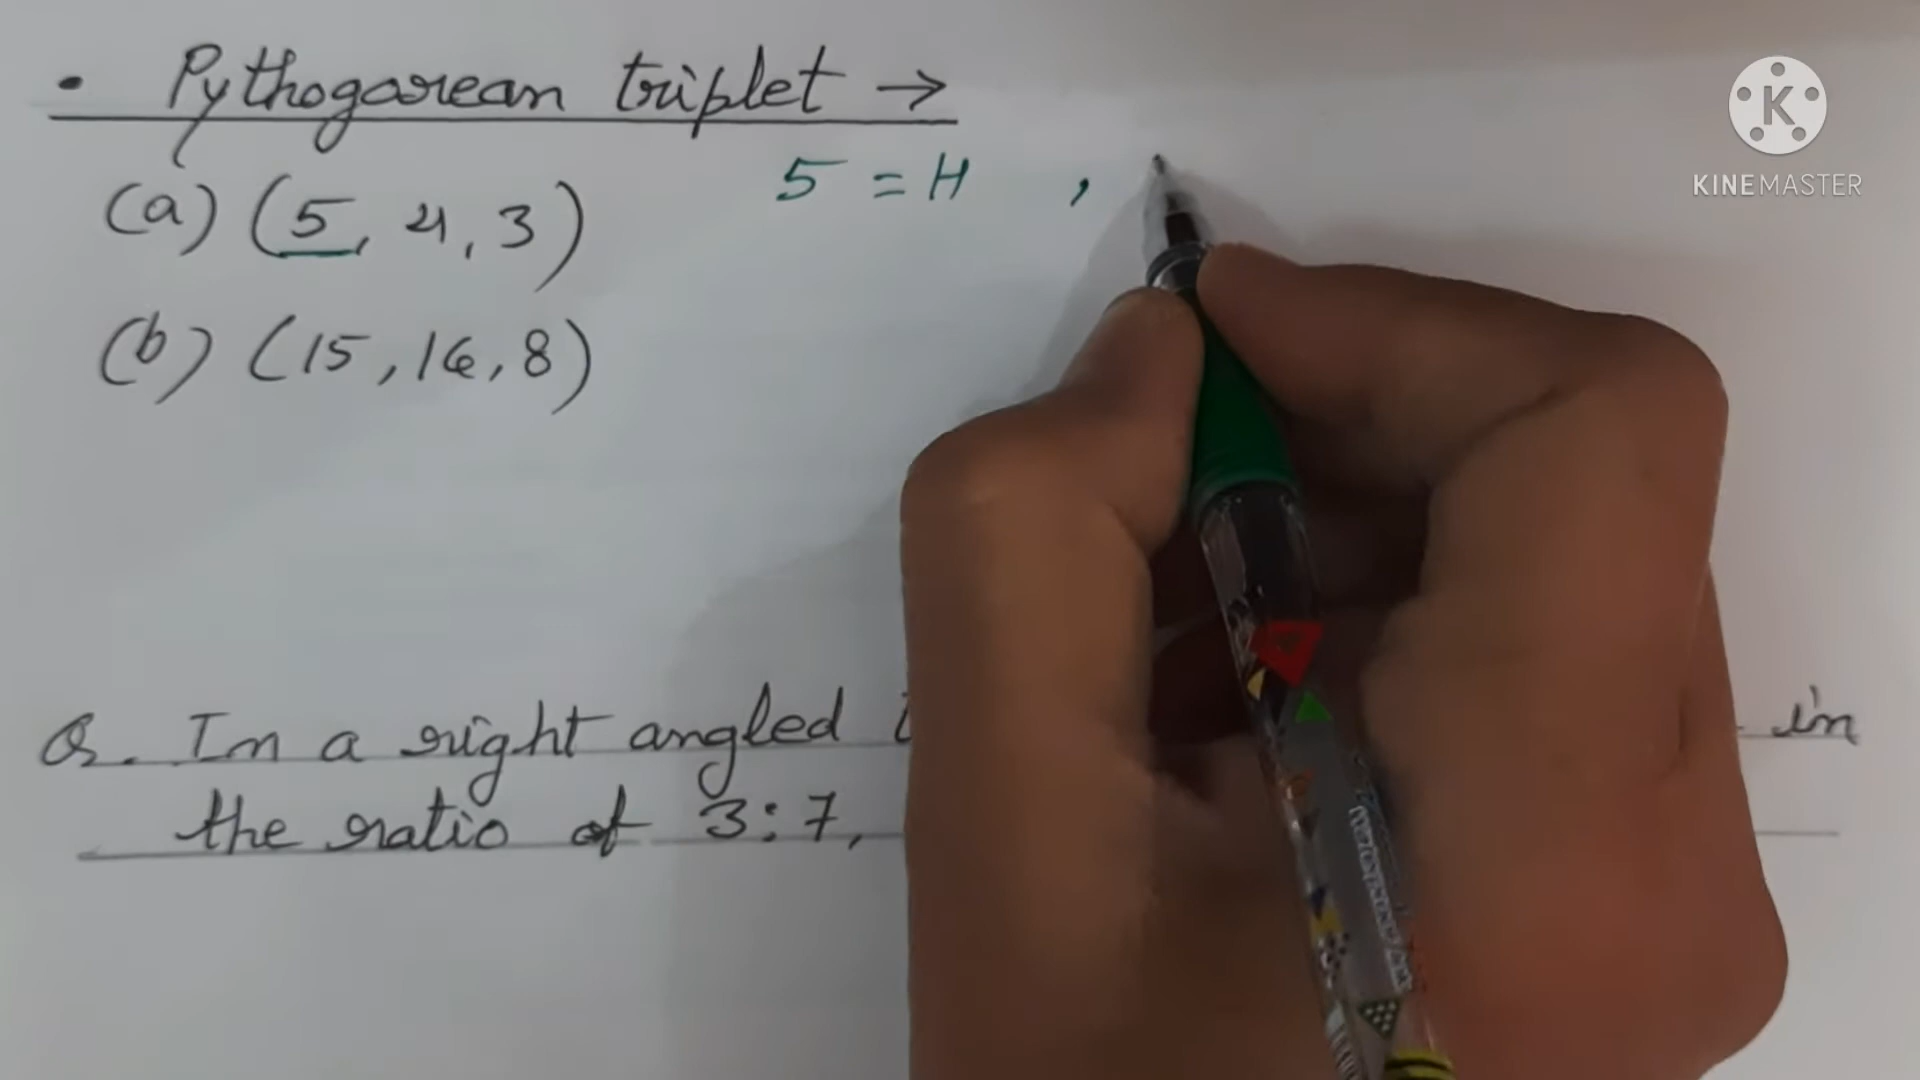 • Pythogarean triplet →
5 = H ,
(a) (5, 4, 3)
(b) (15, 16, 8)
Q. In a right angled in
the ratio of 3:7,
KINEMASTER